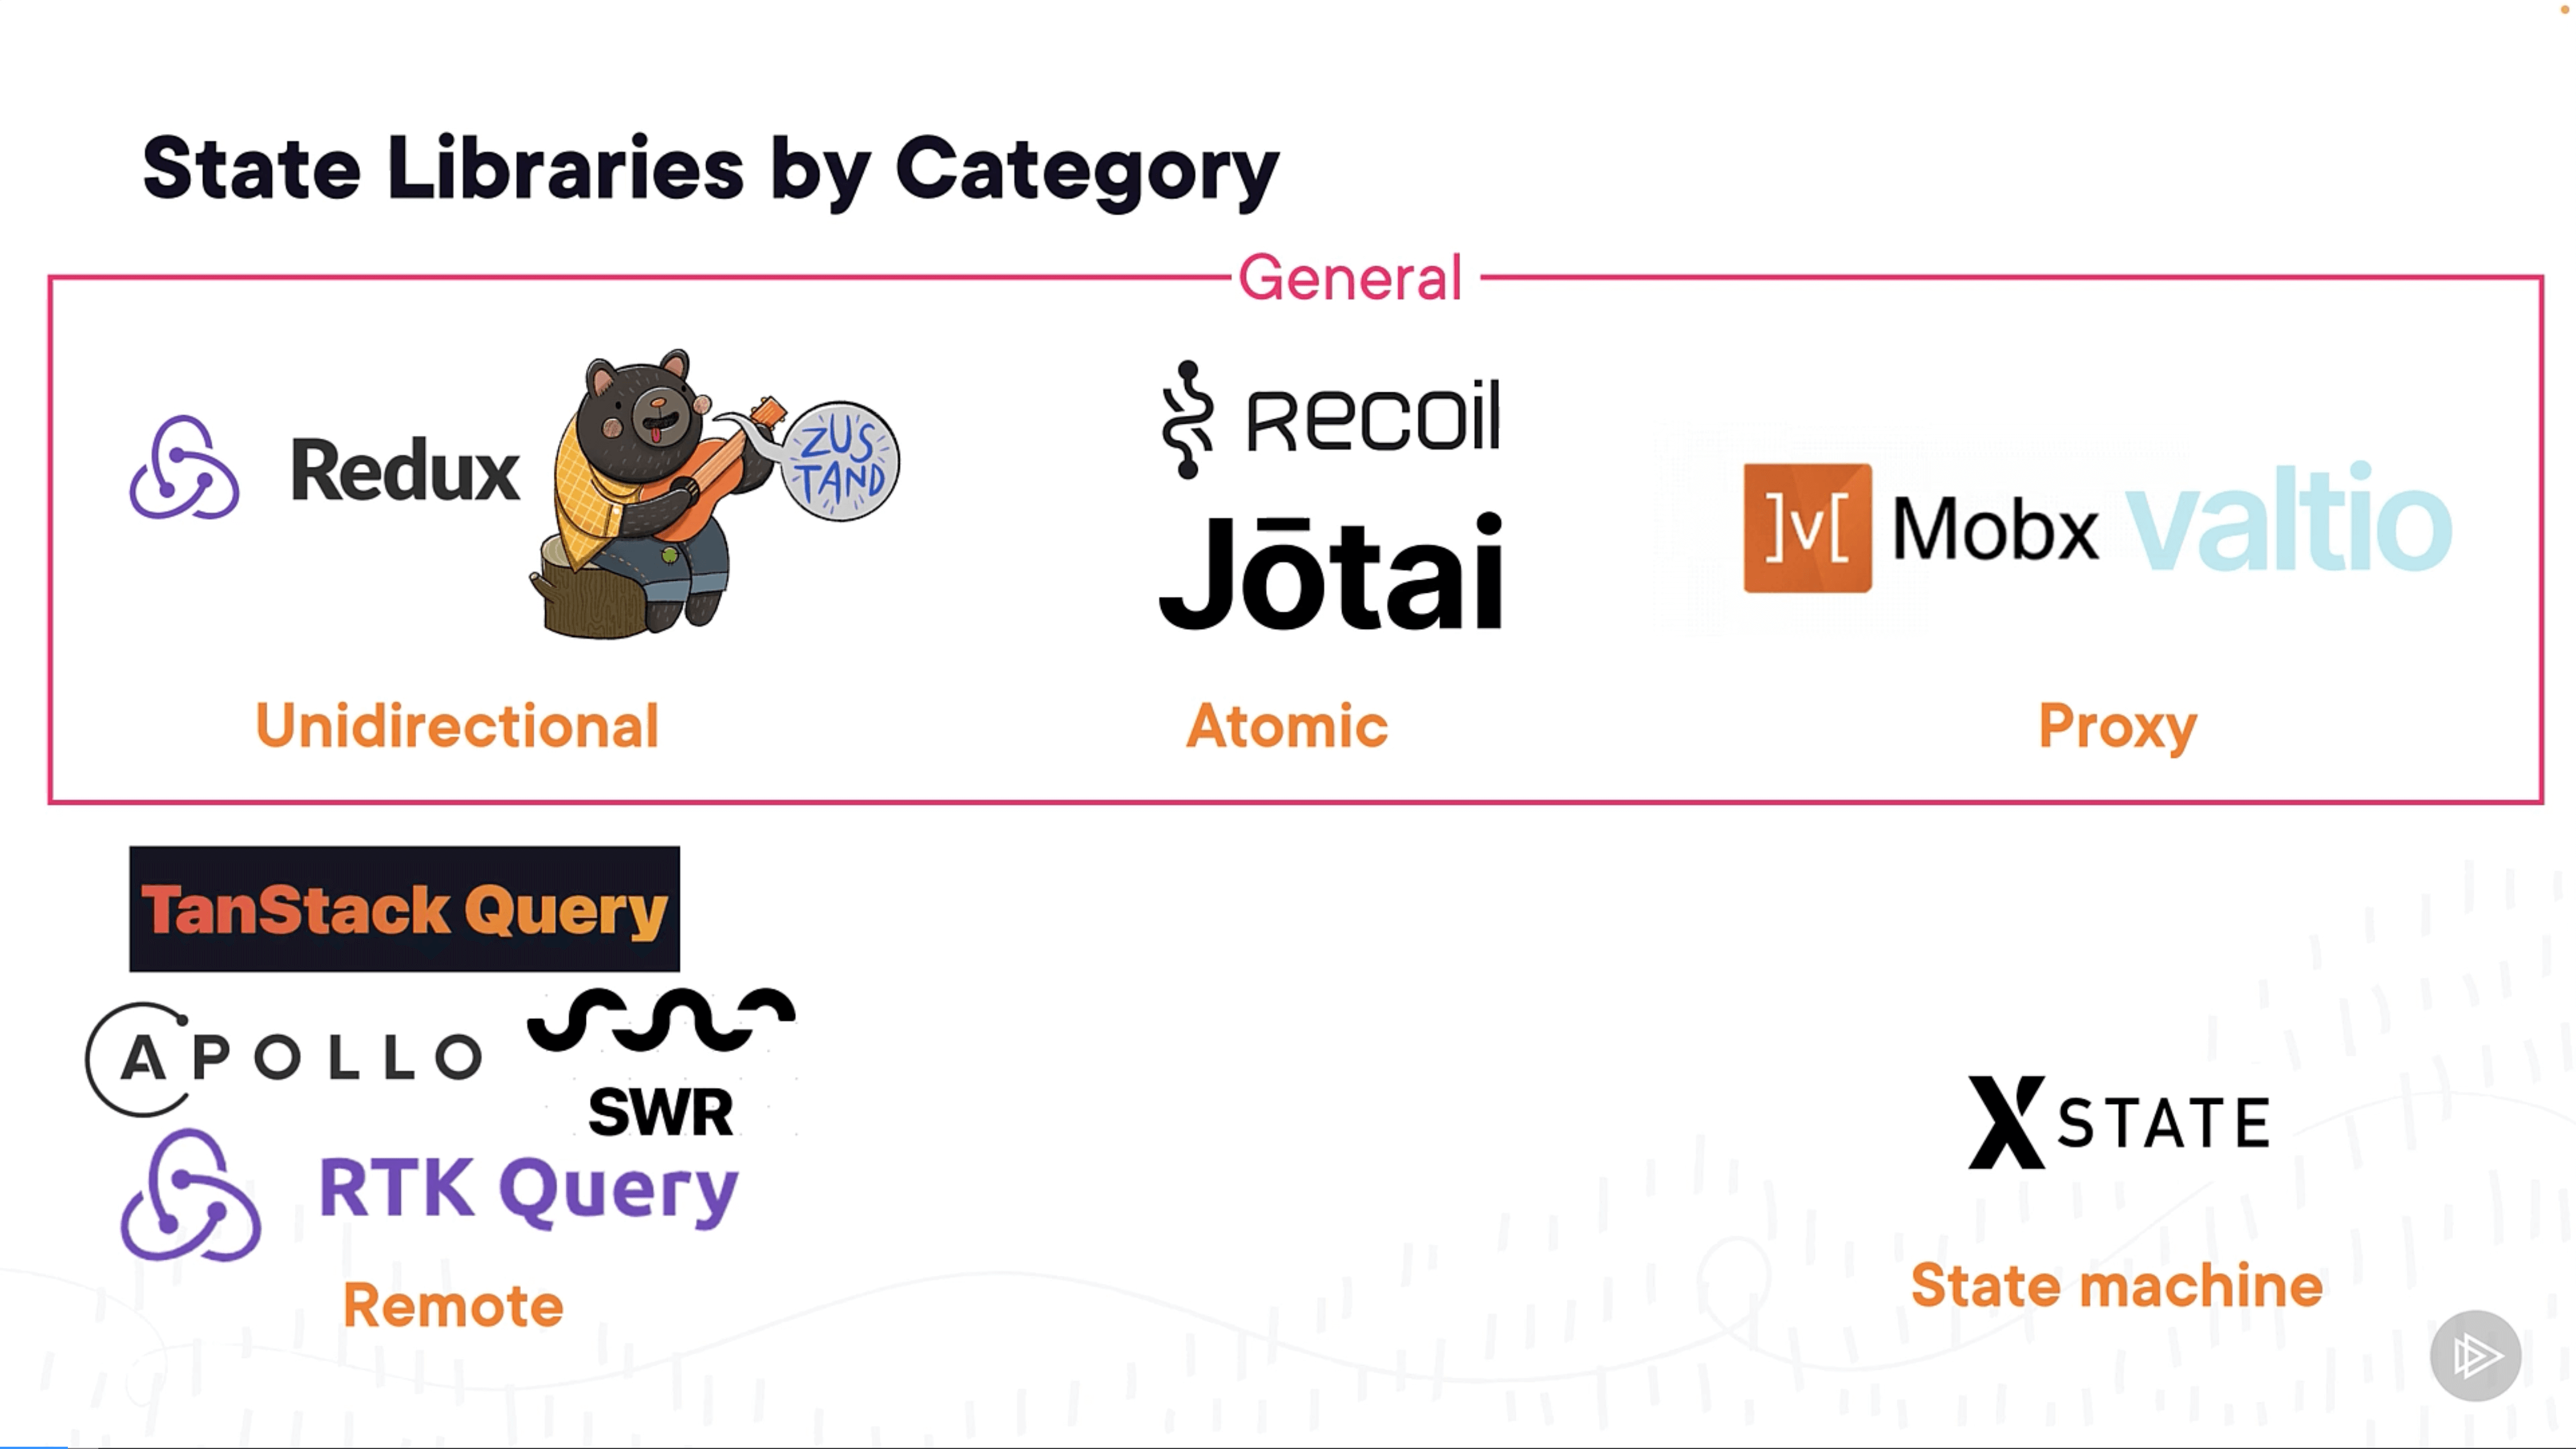 State Libraries by Category
General
Redux
ZUS
TAND
Recoil
Jōtai
]v[ Mobx valtio
Unidirectional
Atomic
Proxy
TanStack Query
APOLLO
SWR
RTK Query
Remote
XSTATE
State machine